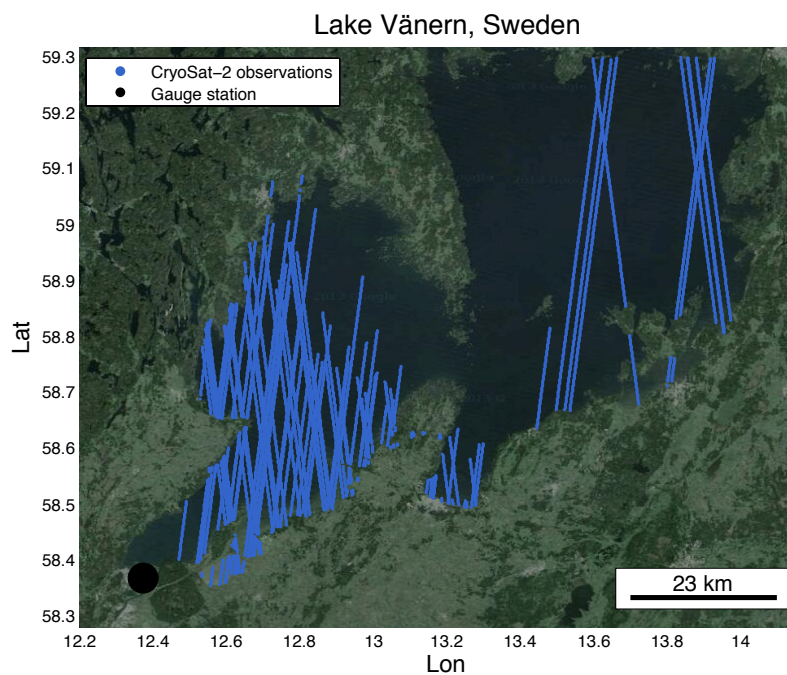 Lake Vänern, Sweden
CryoSat−2 observations
Gauge station
59.3
59.2
59.1
59
58.9
58.8
58.7
58.6
58.5
58.4
58.3
Lat
23 km
12.2 12.4 12.6 12.8 13 13.2 13.4 13.6 13.8 14
Lon